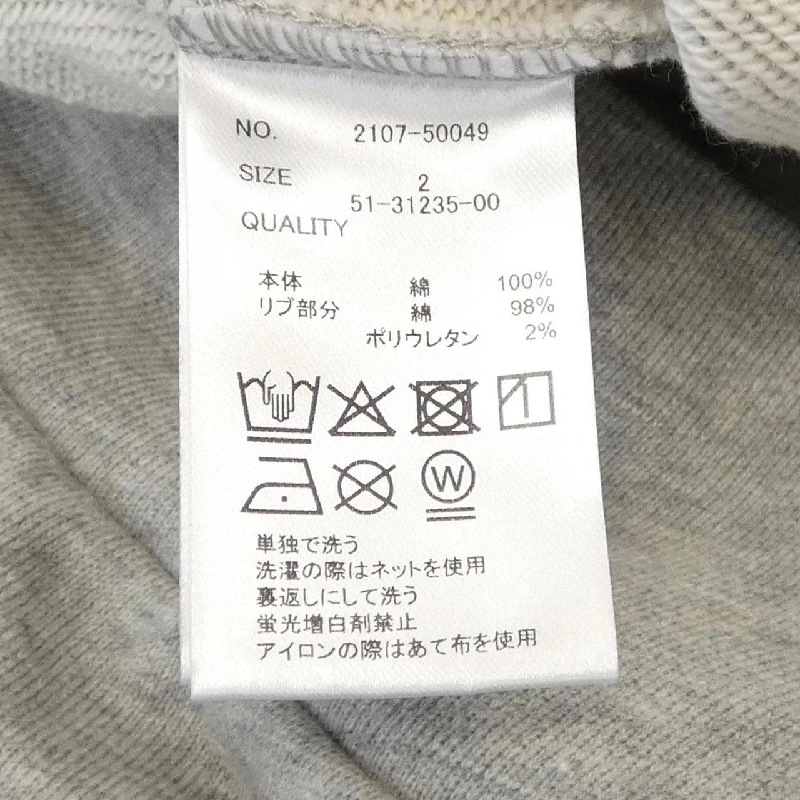 NO. 2107-50049
SIZE 2
51-31235-00
QUALITY
本体 綿 100%
リブ部分 綿 98%
ポリウレタン 2%
W
単独で洗う
洗濯の際はネットを使用
裏返しにして洗う
蛍光増白剤禁止
アイロンの際はあて布を使用